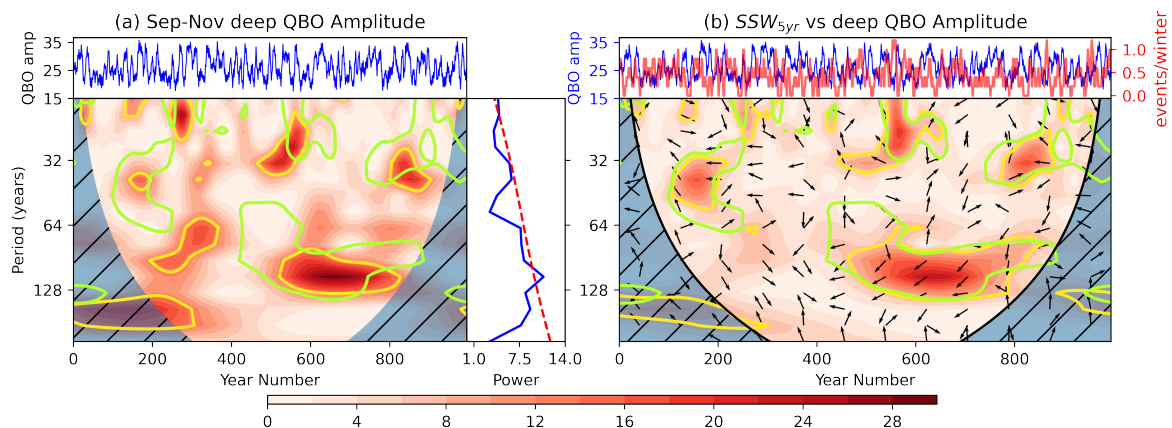 (a) Sep-Nov deep QBO Amplitude
(b) SSW5yr vs deep QBO Amplitude
QBO amp
35
25
15
32
64
128
Period (years)
0 200 400 600 800
Year Number
1.0 7.5 14.0
Power
QBO amp
35
25
15
1.0
0.5
0.0
events/winter
32
64
128
0 200 400 600 800
Year Number
0 4 8 12 16 20 24 28